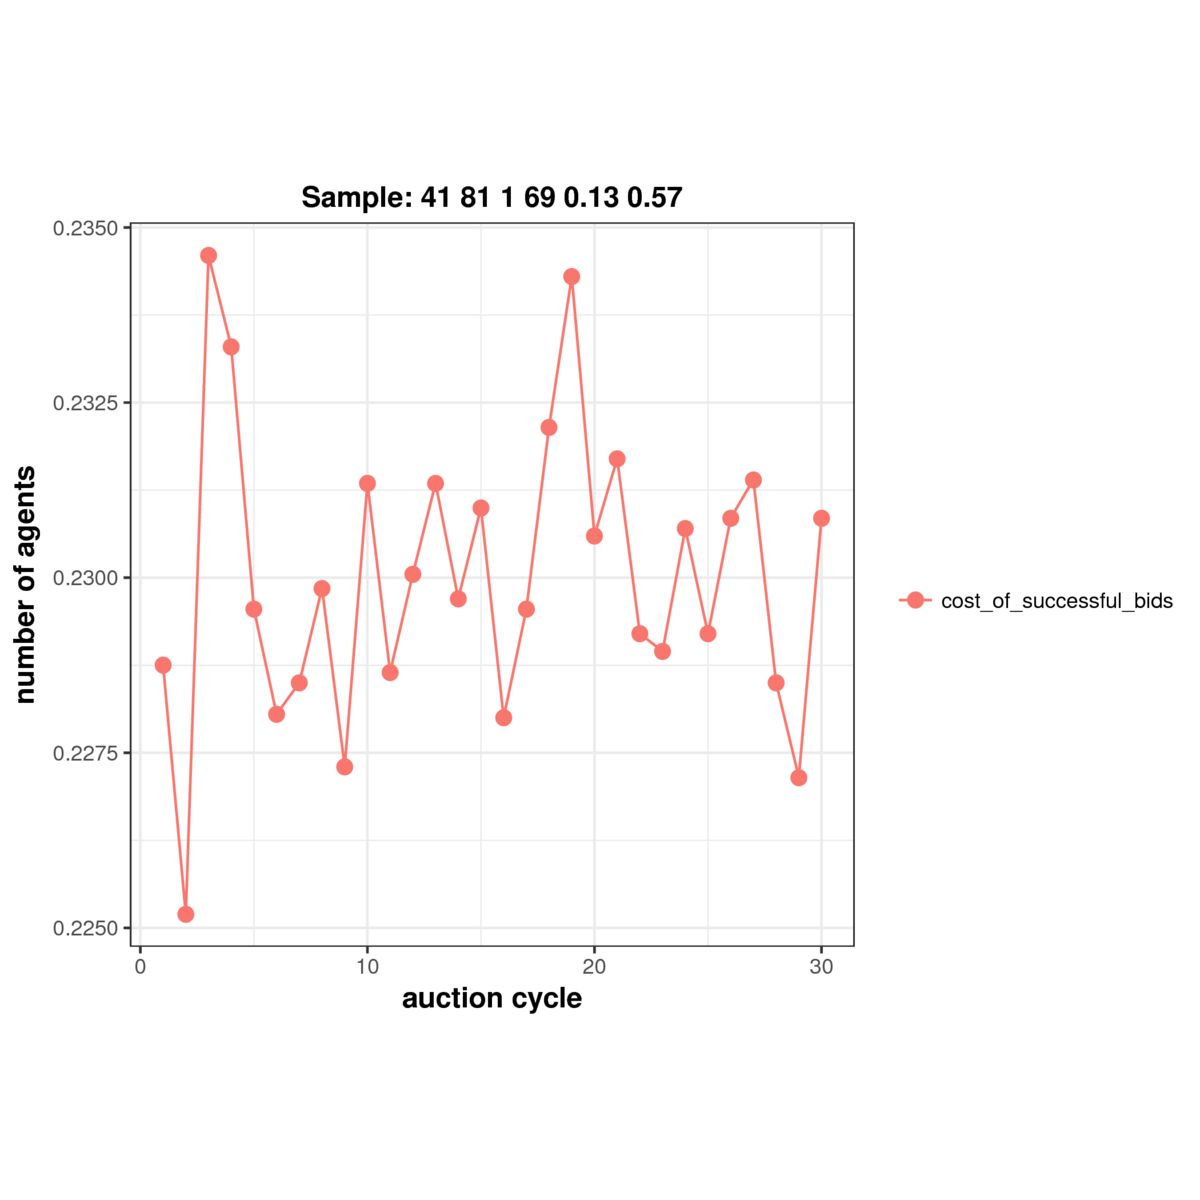 Sample: 41 81 1 69 0.13 0.57
number of agents
0.2350
0.2325
0.2300
0.2275
0.2250
0 10 20 30
auction cycle
cost_of_successful_bids